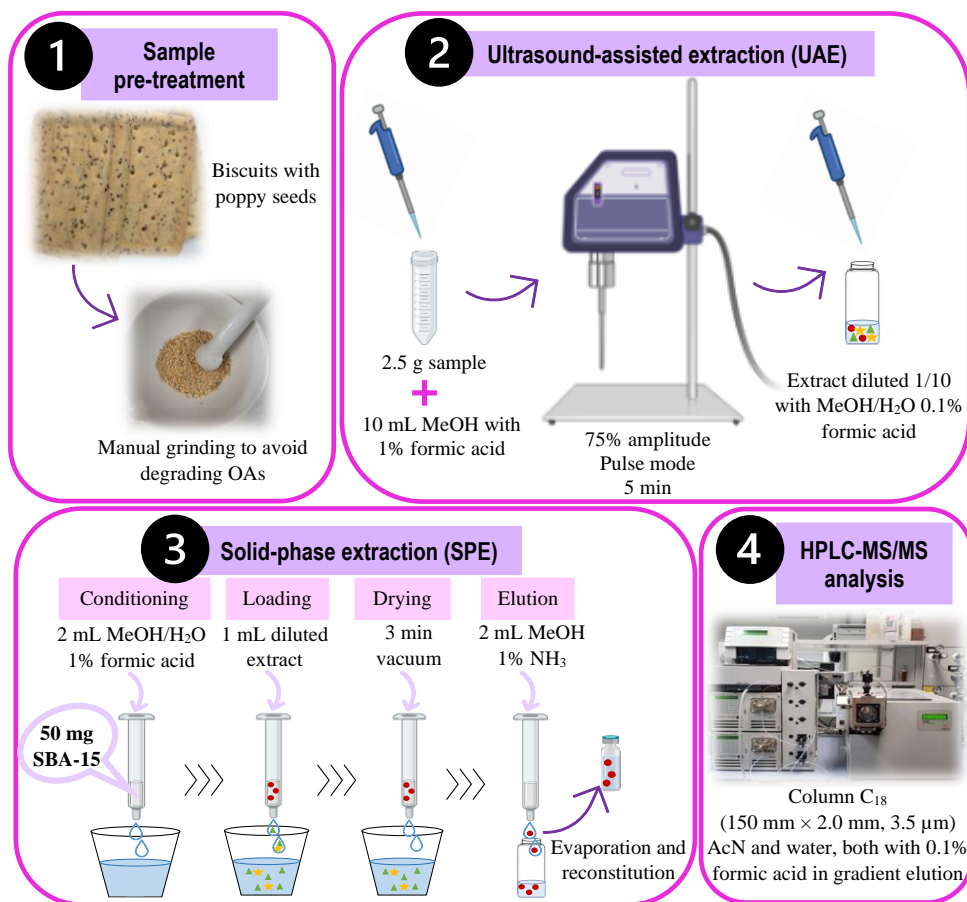 1
Sample
pre-treatment
Biscuits with
poppy seeds
Manual grinding to avoid
degrading OAs
2
Ultrasound-assisted extraction (UAE)
2.5 g sample
+
10 mL MeOH with
1% formic acid
75% amplitude
Pulse mode
5 min
Extract diluted 1/10
with MeOH/H₂O 0.1%
formic acid
3
Solid-phase extraction (SPE)
Conditioning
2 mL MeOH/H₂O
1% formic acid
Loading
1 mL diluted
extract
Drying
3 min
vacuum
Elution
2 mL MeOH
1% NH₃
50 mg
SBA-15
Evaporation and
reconstitution
4
HPLC-MS/MS
analysis
Column C₁₈
(150 mm × 2.0 mm, 3.5 µm)
AcN and water, both with 0.1%
formic acid in gradient elution